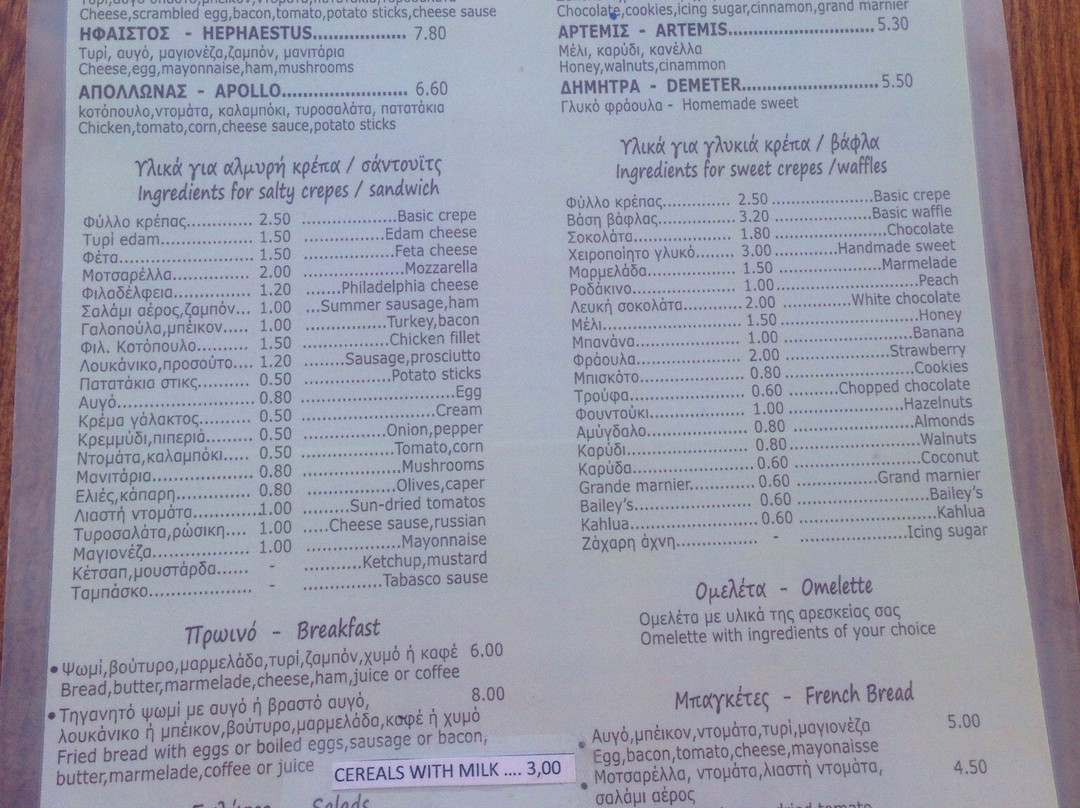 Cheese,scrambled egg,bacon,tomato,potato sticks,cheese sause
ΗΦΑΙΣΤΟΣ - HEPHAESTUS.................. 7.80
Τυρί, αυγό, μαγιονέζα,ζαμπόν, μανιτάρια
Cheese,egg,mayonnaise,ham,mushrooms
ΑΠΟΛΛΩΝΑΣ - APOLLO........................ 6.60
κοτόπουλο,ντομάτα, καλαμπόκι, τυροσαλάτα, πατατάκια
Chicken,tomato,corn,cheese sauce,potato sticks
Υλικά για αλμυρή κρέπα / σάντουϊτς
Ingredients for salty crepes / sandwich
Φύλλο κρέπας............... 2.50 ...................Basic crepe
Τυρί edam................... 1.50 .................Edam cheese
Φέτα........................... 1.50 ...................Feta cheese
Μοτσαρέλλα................ 2.00 .....................Mozzarella
Φιλαδέλφεια................ 1.20 .......Philadelphia cheese
Σαλάμι αέρος,ζαμπόν... 1.00 ...Summer sausage,ham
Γαλοπούλα,μπέικον..... 1.00 ................Turkey,bacon
Φιλ. Κοτόπουλο........... 1.50 ................Chicken fillet
Λουκάνικο,προσούτο.... 1.20 ........Sausage,prosciutto
Πατατάκια στικς........... 0.50 .................Potato sticks
Αυγό........................... 0.80 ...............................Egg
Κρέμα γάλακτος........... 0.50 ...........................Cream
Κρεμμύδι,πιπεριά......... 0.50 .................Onion,pepper
Ντομάτα,καλαμπόκι..... 0.50 ..................Tomato,corn
Μανιτάρια................... 0.80 ...................Mushrooms
Ελιές,κάπαρη............... 0.80 ..................Olives,caper
Λιαστή ντομάτα............1.00 .........Sun-dried tomatos
Τυροσαλάτα,ρώσικη.... 1.00 .....Cheese sause,russian
Μαγιονέζα................... 1.00 ...................Mayonnaise
Κέτσαπ,μουστάρδα...... - ...........Ketchup,mustard
Ταμπάσκο..................... - ................Tabasco sause
Πρωινό - Breakfast
• Ψωμί,βούτυρο,μαρμελάδα,τυρί,ζαμπόν,χυμό ή καφέ 6.00
Bread,butter,marmelade,cheese,ham,juice or coffee
• Τηγανητό ψωμί με αυγό ή βραστό αυγό, 8.00
λουκάνικο ή μπέικον,βούτυρο,μαρμελάδα,καφέ ή χυμό
Fried bread with eggs or boiled eggs,sausage or bacon,
butter,marmelade,coffee or juice
CEREALS WITH MILK .... 3,00
Salads
Chocolate,cookies,icing sugar,cinnamon,grand marnier
ΑΡΤΕΜΙΣ - ARTEMIS............................. 5.30
Μέλι, καρύδι, κανέλλα
Honey,walnuts,cinammon
ΔΗΜΗΤΡΑ - DEMETER...........................5.50
Γλυκό φράουλα - Homemade sweet
Υλικά για γλυκιά κρέπα / βάφλα
Ingredients for sweet crepes /waffles
Φύλλο κρέπας.............. 2.50 .....................Basic crepe
Βάση βάφλας............... 3.20 ...................Basic waffle
Σοκολάτα.................... 1.80 .......................Chocolate
Χειροποίητο γλυκό....... 3.00 ..........Handmade sweet
Μαρμελάδα................. 1.50 .....................Marmelade
Ροδάκινο..................... 1.00 ............................Peach
Λευκή σοκολάτα........... 2.00 ..............White chocolate
Μέλι............................ 1.50 ............................Honey
Μπανάνα..................... 1.00 ..........................Banana
Φράουλα..................... 2.00 .....................Strawberry
Μπισκότο.................... 0.80 .........................Cookies
Τρούφα....................... 0.60 .........Chopped chocolate
Φουντούκι................... 1.00 .......................Hazelnuts
Αμύγδαλο.................... 0.80 ........................Almonds
Καρύδι........................ 0.80 .........................Walnuts
Καρύδα....................... 0.60 .........................Coconut
Grande marnier............ 0.60 ................Grand marnier
Bailey’s....................... 0.60 .........................Bailey’s
Kahlua........................ 0.60 ..........................Kahlua
Ζάχαρη άχνη................ - .....................Icing sugar
Ομελέτα - Omelette
Ομελέτα με υλικά της αρεσκείας σας
Omelette with ingredients of your choice
Μπαγκέτες - French Bread
Αυγό,μπέικον,ντομάτα,τυρί,μαγιονέζα 5.00
• Egg,bacon,tomato,cheese,mayonaisse
Μοτσαρέλλα, ντομάτα,λιαστή ντομάτα, 4.50
• σαλάμι αέρος